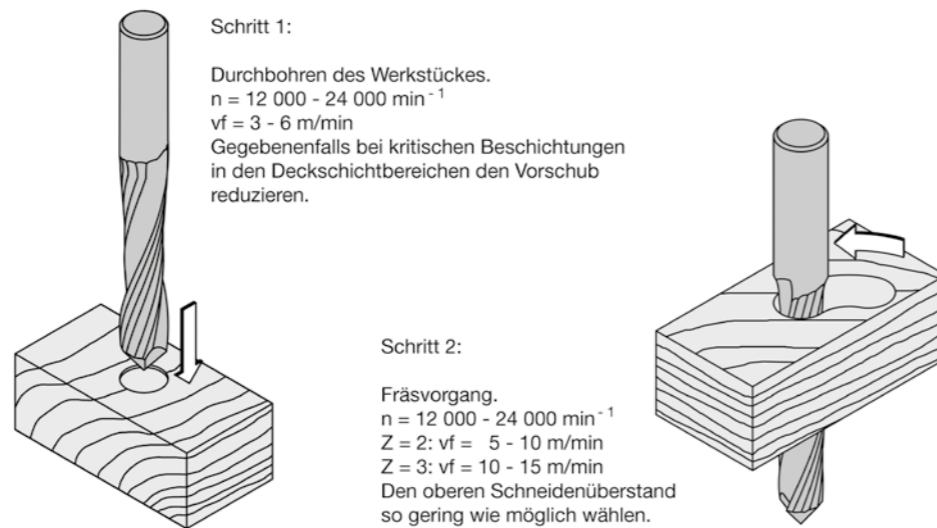 Schritt 1:
Durchbohren des Werkstückes.
n = 12 000 - 24 000 min⁻¹
vf = 3 - 6 m/min
Gegebenenfalls bei kritischen Beschichtungen
in den Deckschichtbereichen den Vorschub
reduzieren.
Schritt 2:
Fräsvorgang.
n = 12 000 - 24 000 min⁻¹
Z = 2: vf = 5 - 10 m/min
Z = 3: vf = 10 - 15 m/min
Den oberen Schneidenüberstand
so gering wie möglich wählen.